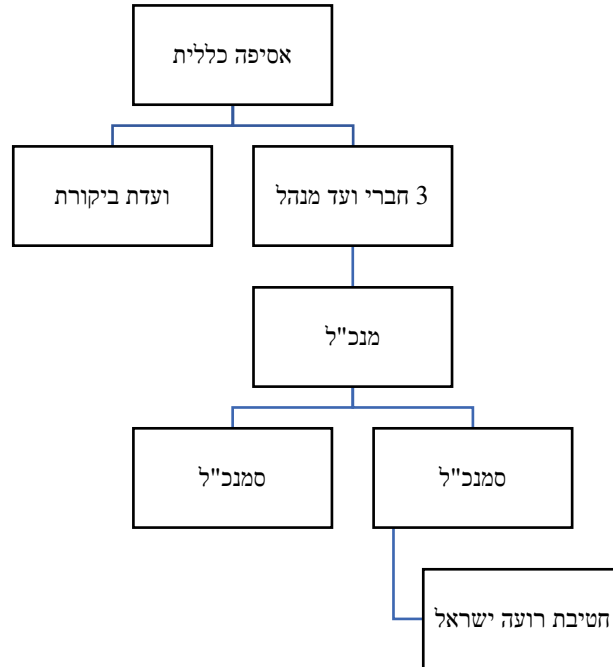 אסיפה כללית
3 חברי ועד מנהל
ועדת ביקורת
מנכ"ל
סמנכ"ל
סמנכ"ל
חטיבת רועה ישראל